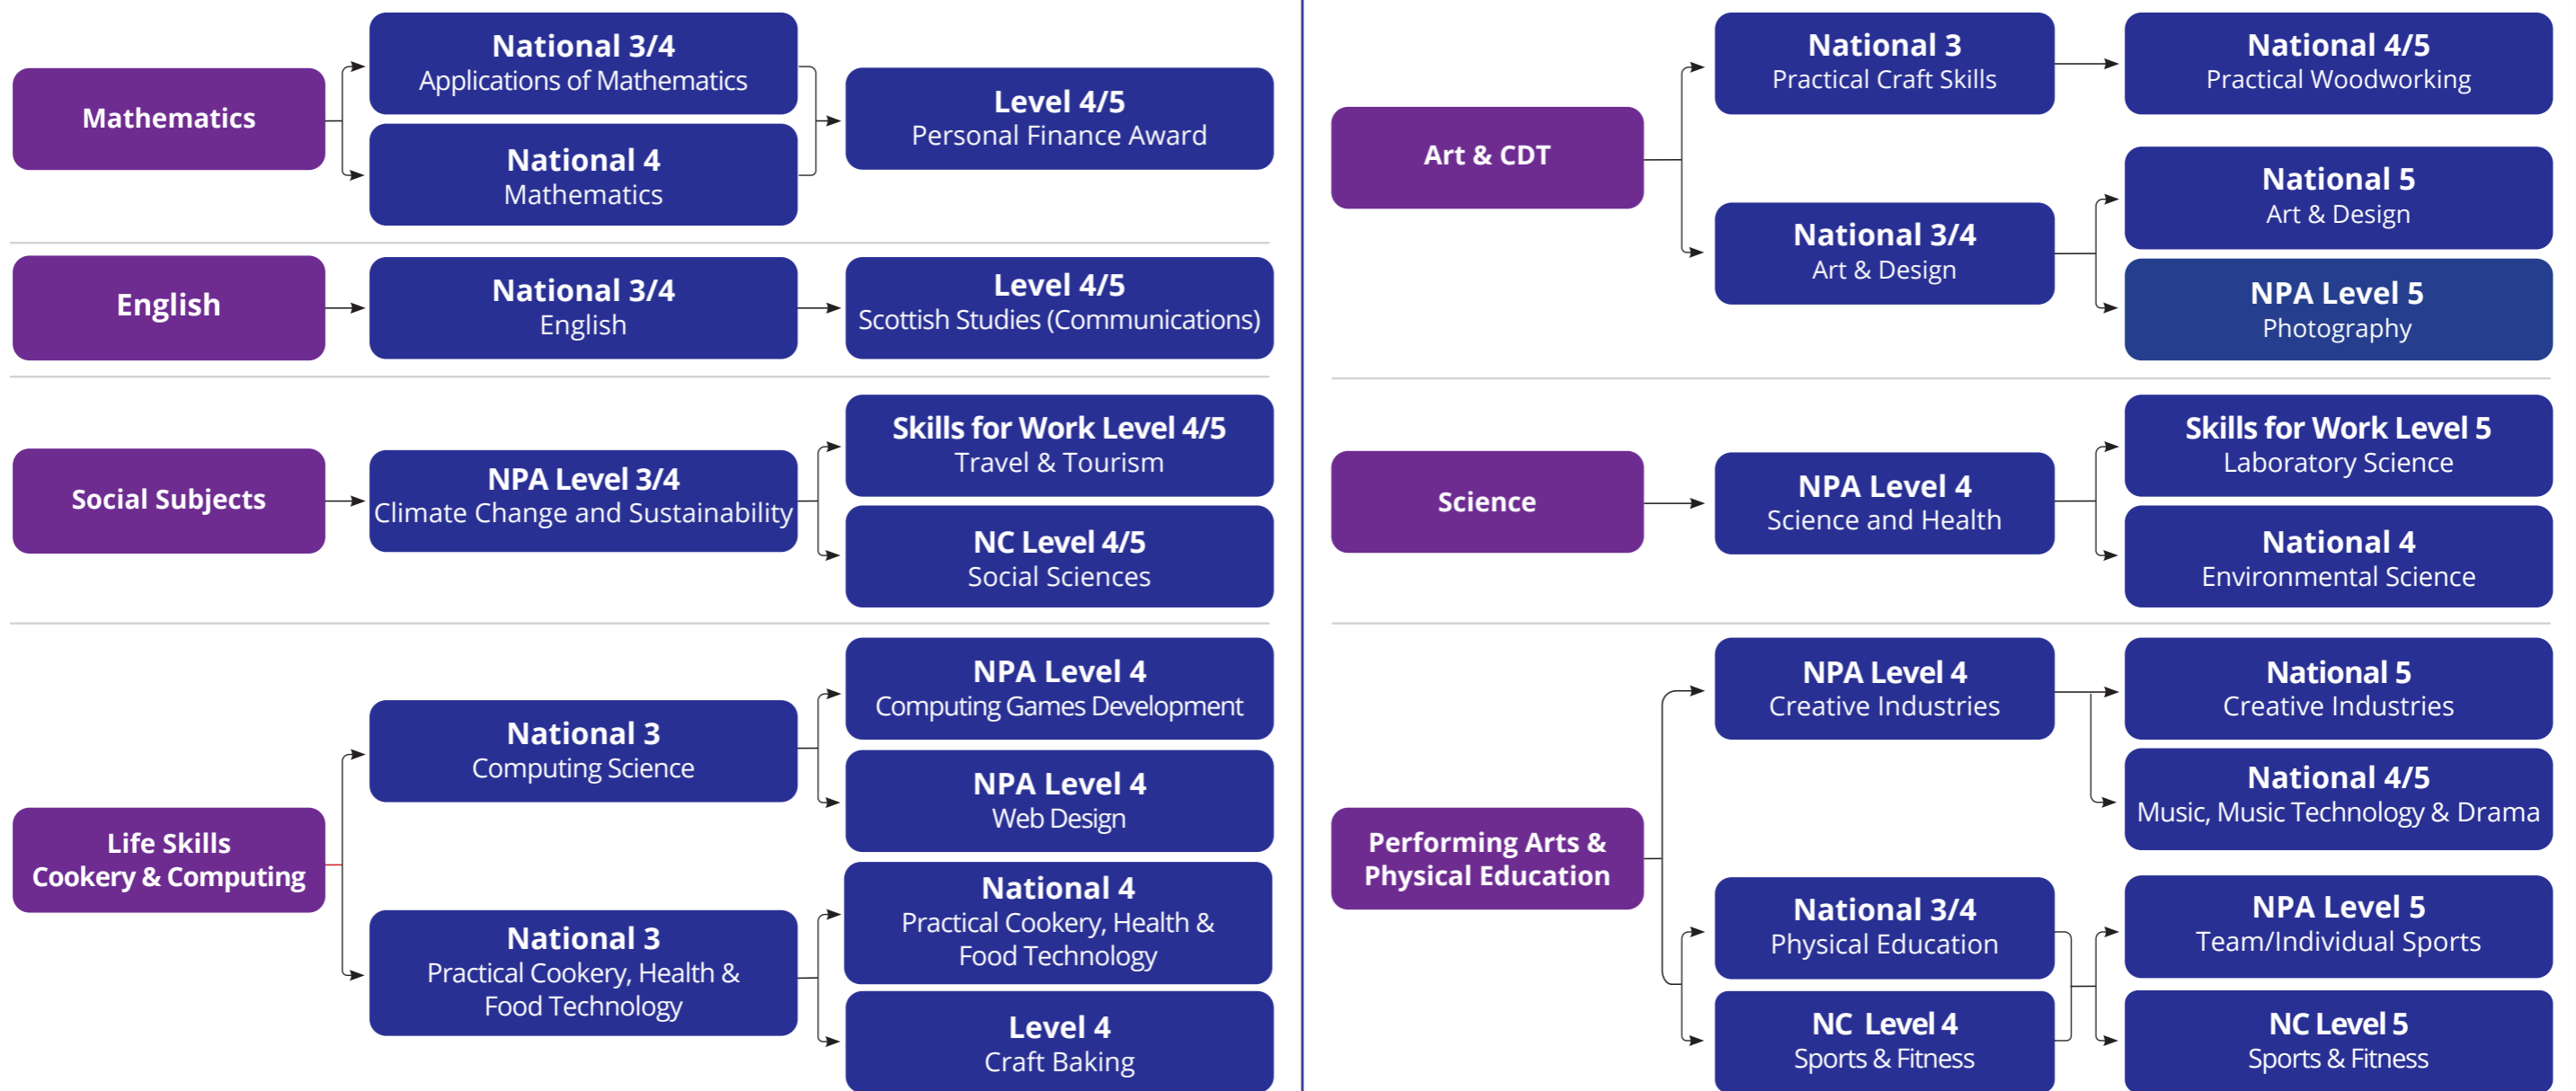 Mathematics
National 3/4
Applications of Mathematics
National 4
Mathematics
Level 4/5
Personal Finance Award
English
National 3/4
English
Level 4/5
Scottish Studies (Communications)
Social Subjects
NPA Level 3/4
Climate Change and Sustainability
Skills for Work Level 4/5
Travel & Tourism
NC Level 4/5
Social Sciences
Life Skills
Cookery & Computing
National 3
Computing Science
NPA Level 4
Computing Games Development
NPA Level 4
Web Design
National 3
Practical Cookery, Health &
Food Technology
National 4
Practical Cookery, Health &
Food Technology
Level 4
Craft Baking
Art & CDT
National 3
Practical Craft Skills
National 4/5
Practical Woodworking
National 3/4
Art & Design
National 5
Art & Design
NPA Level 5
Photography
Science
NPA Level 4
Science and Health
Skills for Work Level 5
Laboratory Science
National 4
Environmental Science
Performing Arts &
Physical Education
NPA Level 4
Creative Industries
National 5
Creative Industries
National 4/5
Music, Music Technology & Drama
National 3/4
Physical Education
NC Level 4
Sports & Fitness
NPA Level 5
Team/Individual Sports
NC Level 5
Sports & Fitness